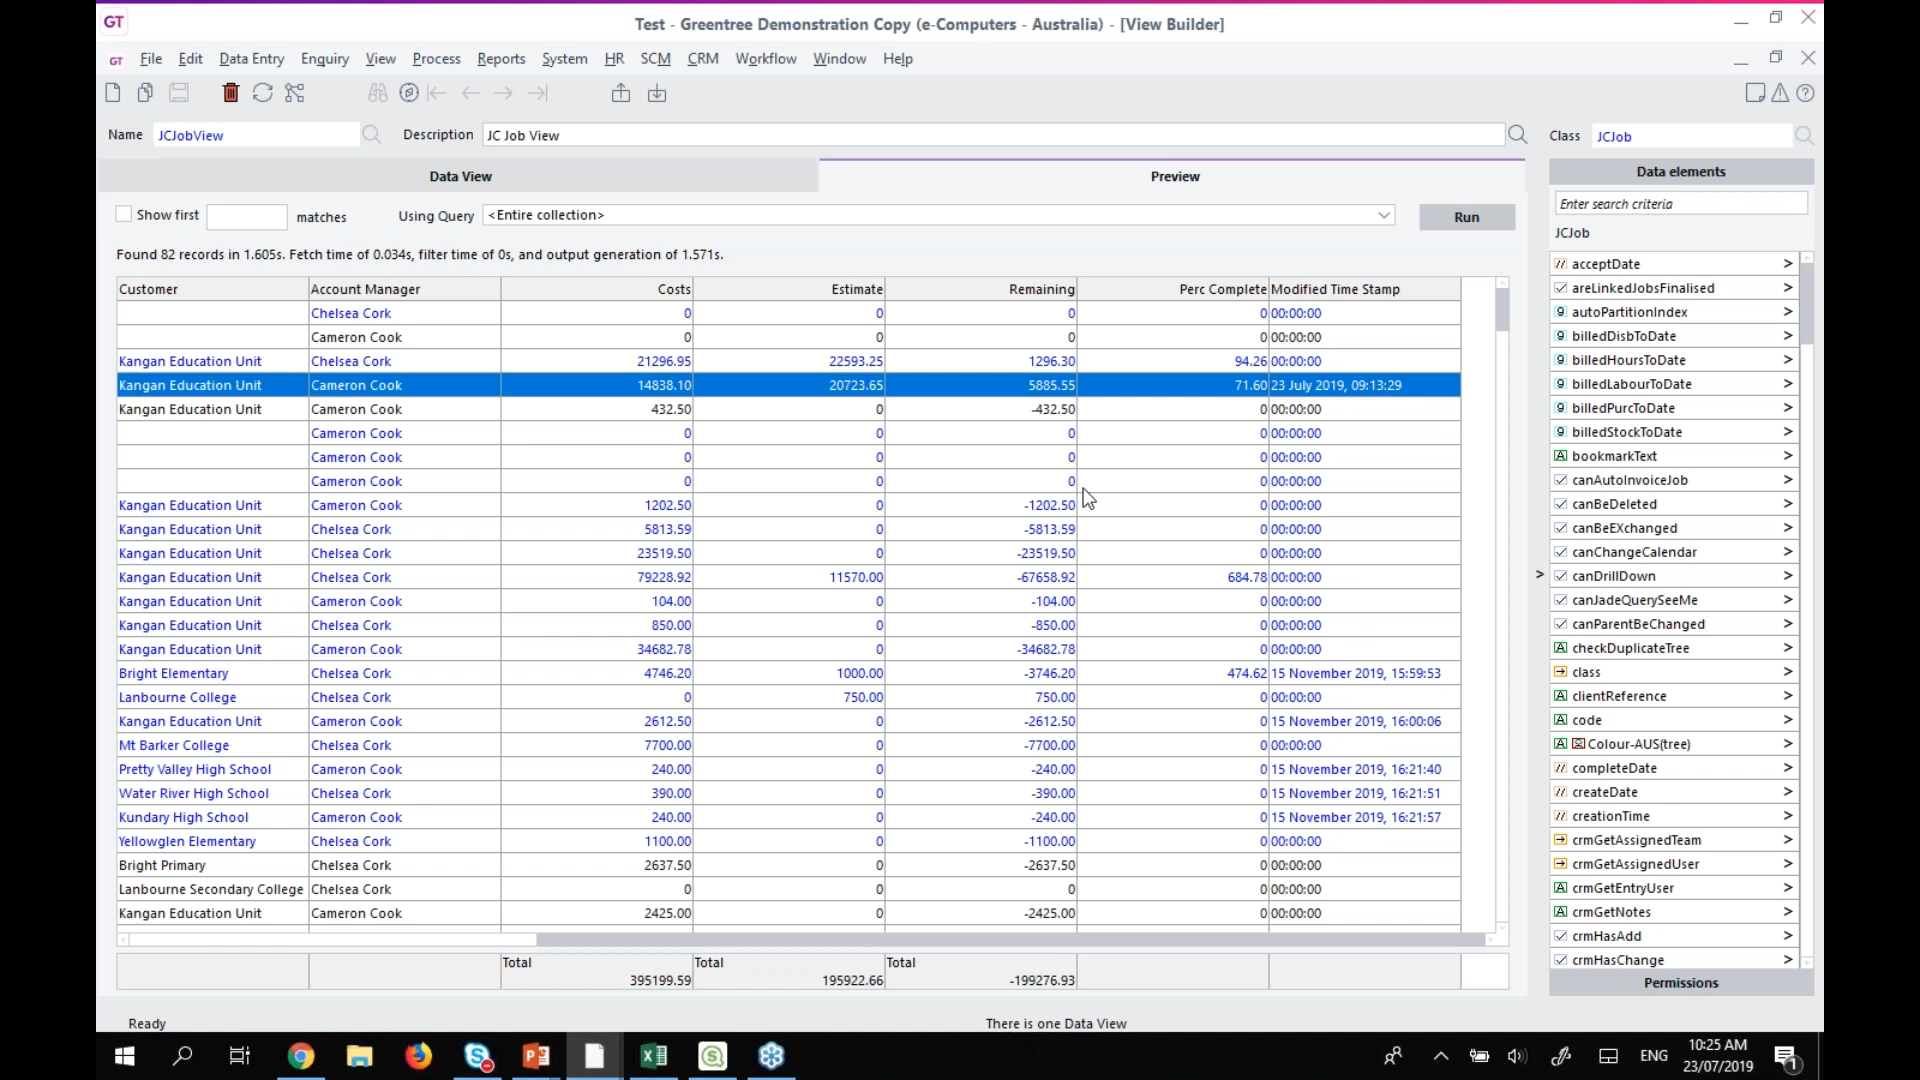 GT Test - Greentree Demonstration Copy (e-Computers - Australia) - [View Builder]
GT File Edit Data Entry Enquiry View Process Reports System HR SCM CRM Workflow Window Help
Name JCJobView Description JC Job View Class JCJob
Data View Preview Data elements
Show first matches Using Query <Entire collection> Run Enter search criteria
JCJob
Found 82 records in 1.605s. Fetch time of 0.034s, filter time of 0s, and output generation of 1.571s.
Customer Account Manager Costs Estimate Remaining Perc Complete Modified Time Stamp
Chelsea Cork 0 0 0 0 00:00:00
Cameron Cook 0 0 0 0 00:00:00
Kangan Education Unit Chelsea Cork 21296.95 22593.25 1296.30 94.26 00:00:00
Kangan Education Unit Cameron Cook 14838.10 20723.65 5885.55 71.60 23 July 2019, 09:13:29
Kangan Education Unit Cameron Cook 432.50 0 -432.50 0 00:00:00
Cameron Cook 0 0 0 0 00:00:00
Cameron Cook 0 0 0 0 00:00:00
Cameron Cook 0 0 0 0 00:00:00
Kangan Education Unit Cameron Cook 1202.50 0 -1202.50 0 00:00:00
Kangan Education Unit Chelsea Cork 5813.59 0 -5813.59 0 00:00:00
Kangan Education Unit Chelsea Cork 23519.50 0 -23519.50 0 00:00:00
Kangan Education Unit Chelsea Cork 79228.92 11570.00 -67658.92 684.78 00:00:00
Kangan Education Unit Cameron Cook 104.00 0 -104.00 0 00:00:00
Kangan Education Unit Chelsea Cork 850.00 0 -850.00 0 00:00:00
Kangan Education Unit Cameron Cook 34682.78 0 -34682.78 0 00:00:00
Bright Elementary Chelsea Cork 4746.20 1000.00 -3746.20 474.62 15 November 2019, 15:59:53
Lanbourne College Chelsea Cork 0 750.00 750.00 0 00:00:00
Kangan Education Unit Cameron Cook 2612.50 0 -2612.50 0 15 November 2019, 16:00:06
Mt Barker College Chelsea Cork 7700.00 0 -7700.00 0 00:00:00
Pretty Valley High School Cameron Cook 240.00 0 -240.00 0 15 November 2019, 16:21:40
Water River High School Chelsea Cork 390.00 0 -390.00 0 15 November 2019, 16:21:51
Kundary High School Cameron Cook 240.00 0 -240.00 0 15 November 2019, 16:21:57
Yellowglen Elementary Chelsea Cork 1100.00 0 -1100.00 0 00:00:00
Bright Primary Chelsea Cork 2637.50 0 -2637.50 0 00:00:00
Lanbourne Secondary College Chelsea Cork 0 0 0 0 00:00:00
Kangan Education Unit Cameron Cook 2425.00 0 -2425.00 0 00:00:00
Total Total Total
395199.59 195922.66 -199276.93
acceptDate >
areLinkedJobsFinalised >
autoPartitionIndex >
billedDisbToDate >
billedHoursToDate >
billedLabourToDate >
billedPurcToDate >
billedStockToDate >
bookmarkText >
canAutoInvoiceJob >
canBeDeleted >
canBeEXchanged >
canChangeCalendar >
> canDrillDown >
canJadeQuerySeeMe >
canParentBeChanged >
checkDuplicateTree >
class >
clientReference >
code >
Colour-AUS(tree) >
completeDate >
createDate >
creationTime >
crmGetAssignedTeam >
crmGetAssignedUser >
crmGetEntryUser >
crmGetNotes >
crmHasAdd >
crmHasChange >
Permissions
Ready There is one Data View
ENG 10:25 AM
23/07/2019 1